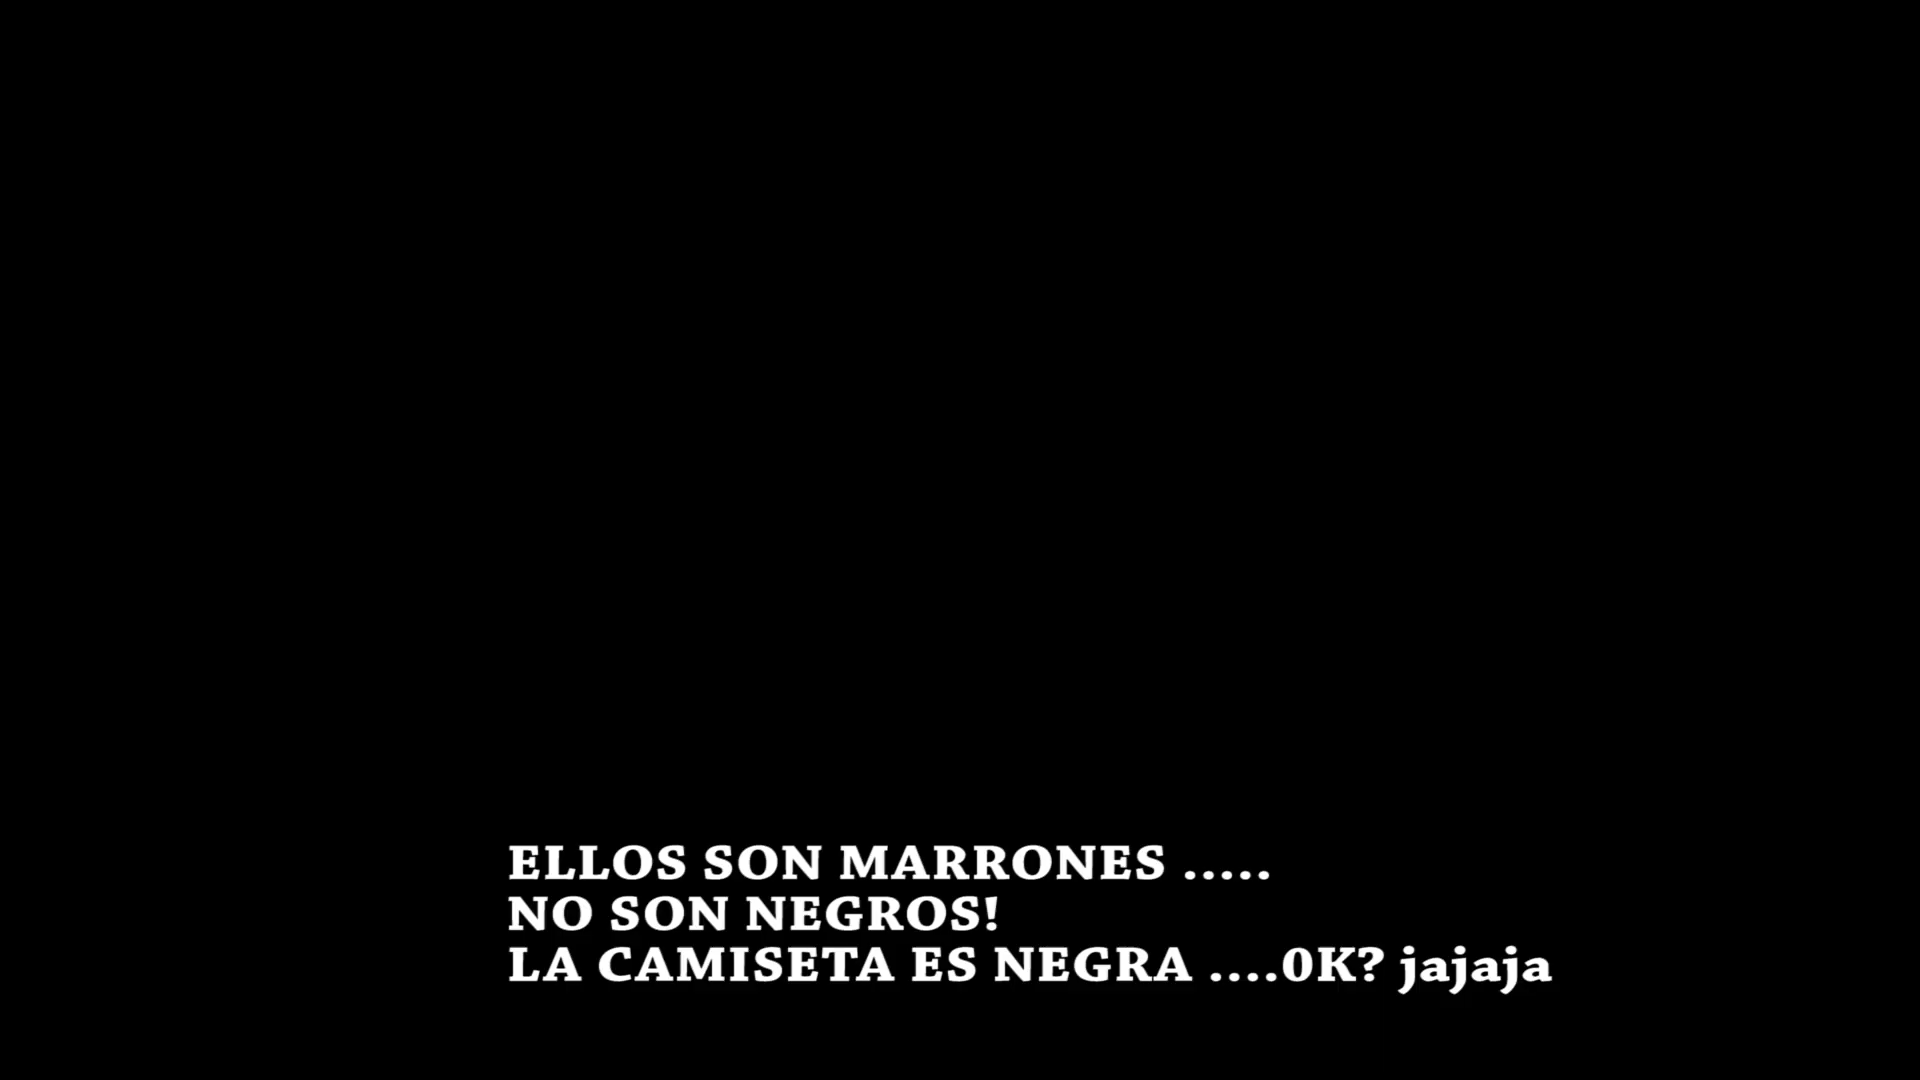 ELLOS SON MARRONES .....
NO SON NEGROS!
LA CAMISETA ES NEGRA ....0K? jajaja